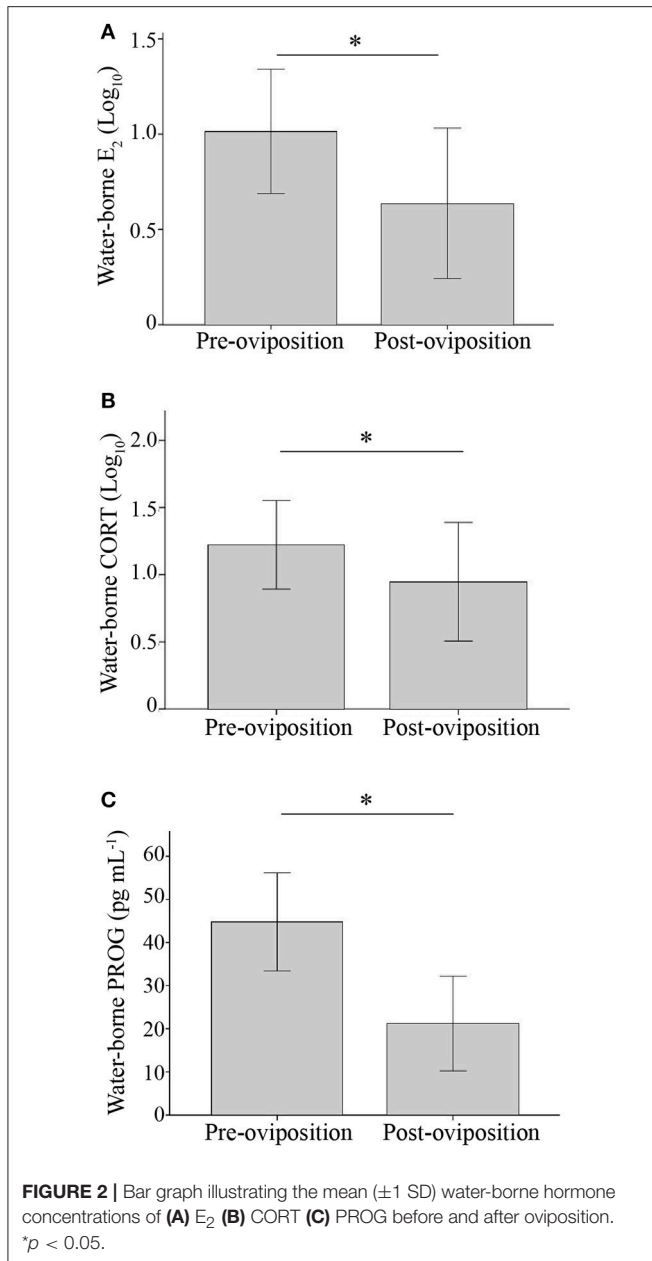 A
*
1.5
1.0
0.5
0
Water-borne E₂ (Log₁₀)
Pre-oviposition Post-oviposition
B
*
2.0
1.5
1.0
0.5
0
Water-borne CORT (Log₁₀)
Pre-oviposition Post-oviposition
C
*
60
50
40
30
20
10
0
Water-borne PROG (pg mL⁻¹)
Pre-oviposition Post-oviposition
FIGURE 2 | Bar graph illustrating the mean (±1 SD) water-borne hormone
concentrations of (A) E₂ (B) CORT (C) PROG before and after oviposition.
*p < 0.05.